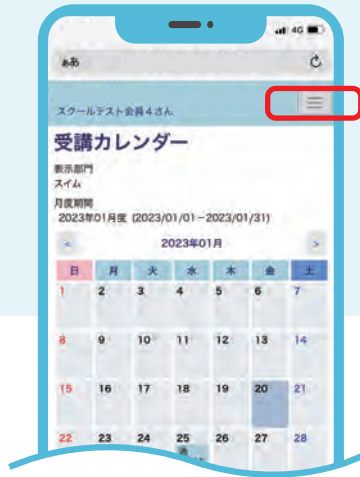 4G
ぁあ
スクールテスト会員4さん
受講カレンダー
表示部門
スイム
月度期間
2023年01月度 (2023/01/01-2023/01/31)
< 2023年01月 >
日 月 火 水 木 金 土
1 2 3 4 5 6 7
8 9 10 11 12 13 14
15 16 17 18 19 20 21
22 23 24 25 26 27 28